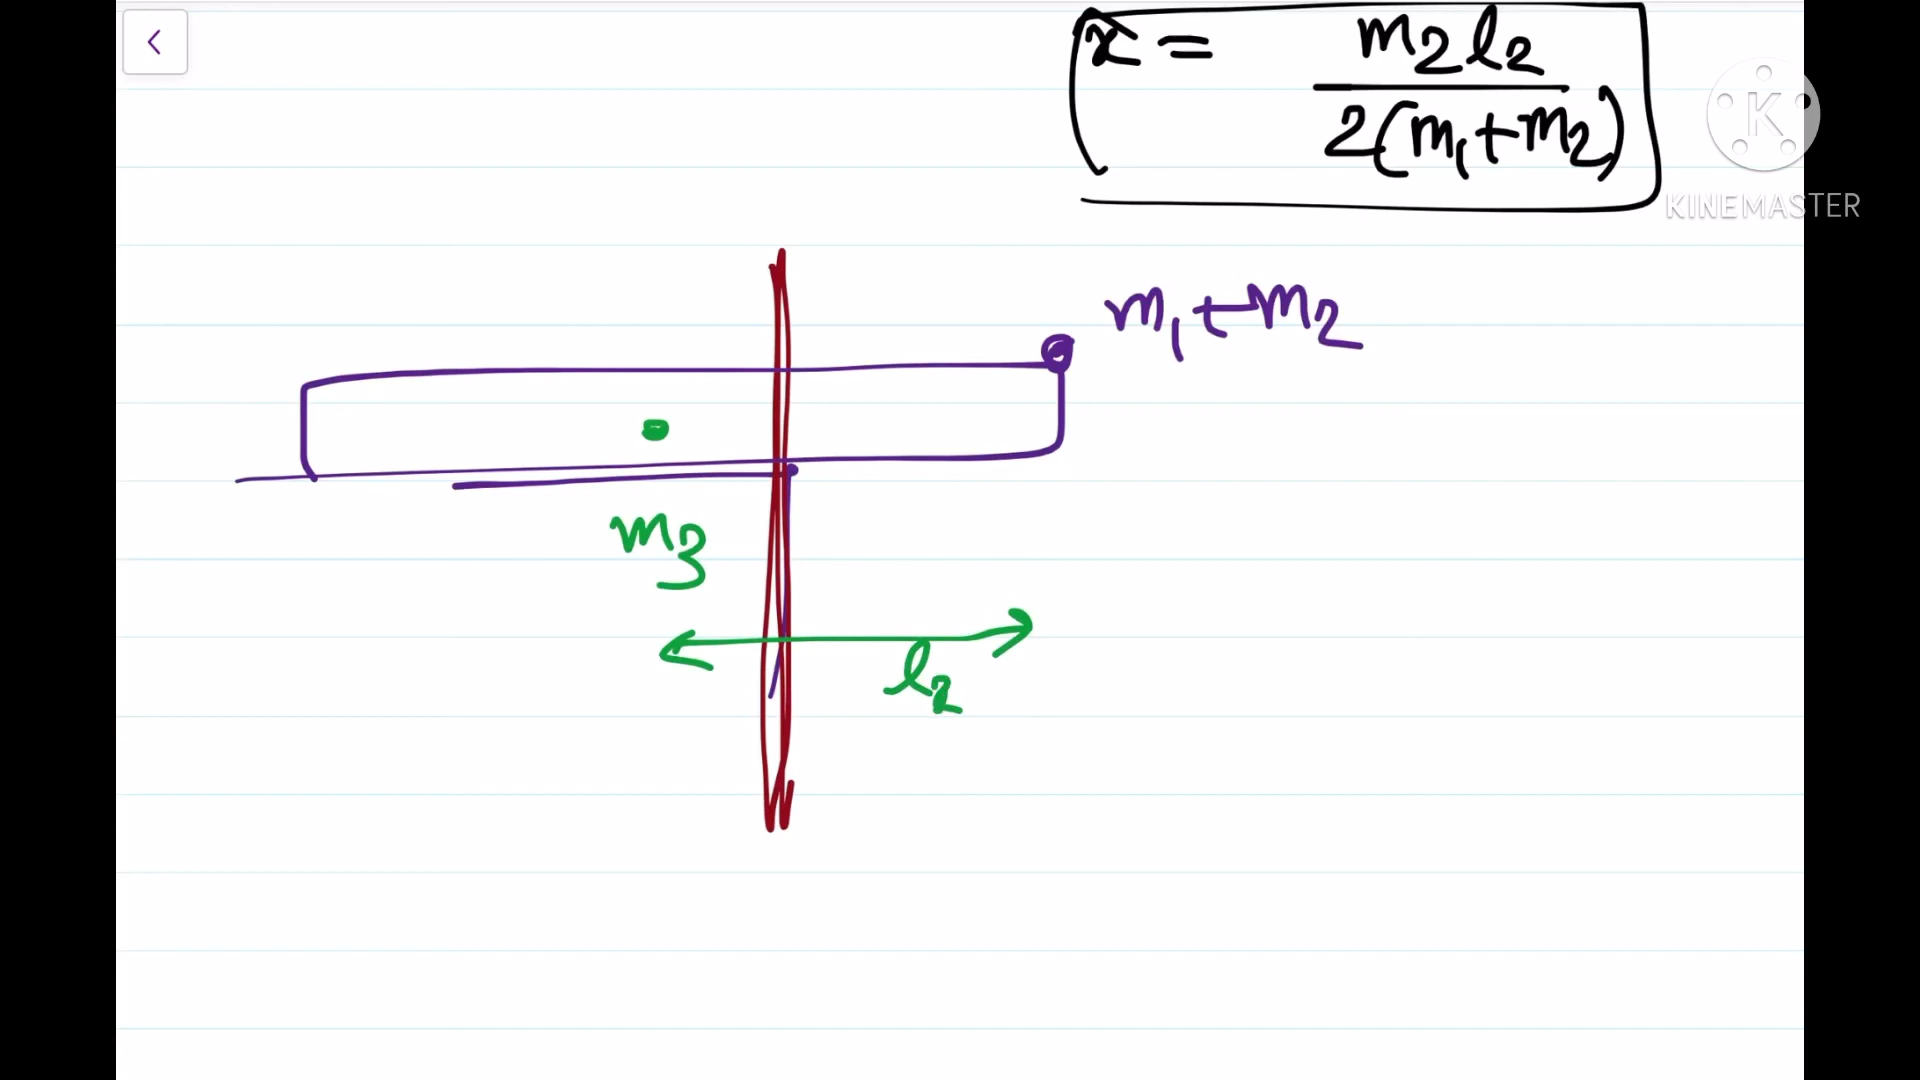 x = m2l2 / 2(m1+m2)
K
KINEMASTER
m1+m2
m3
l2